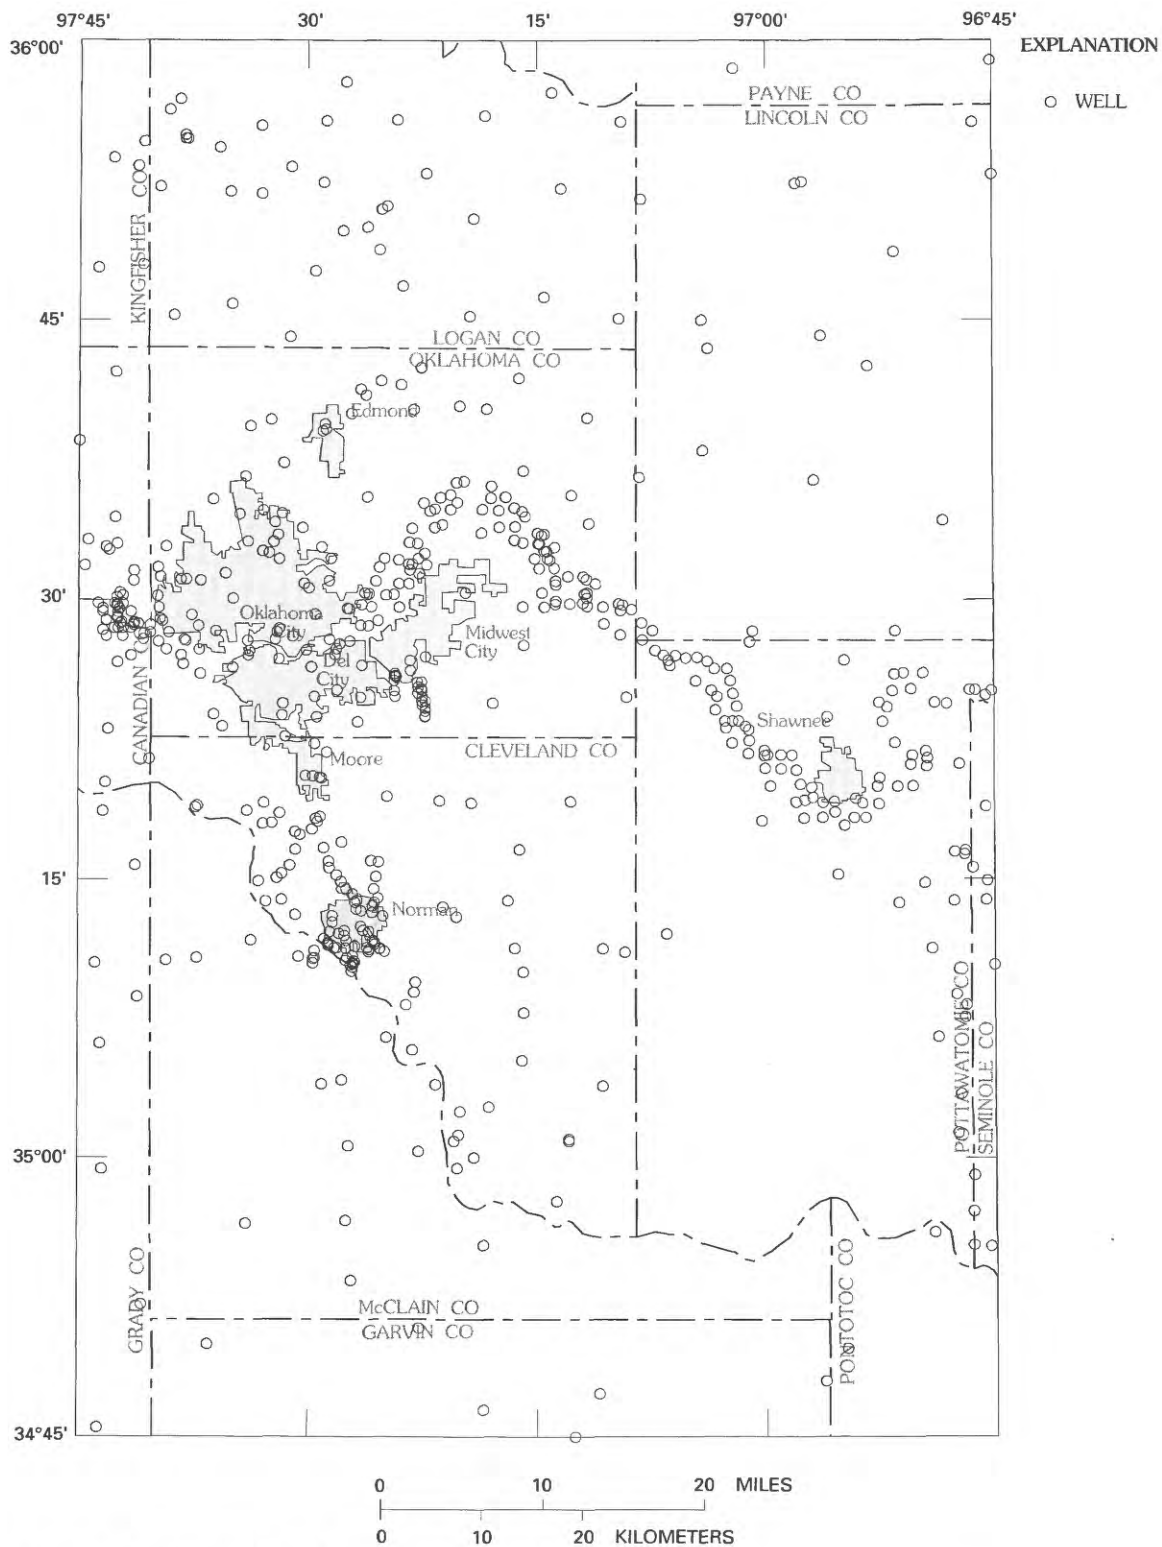 97°45'
30'
15'
97°00'
96°45'
36°00'
EXPLANATION
WELL
PAYNE CO
LINCOLN CO
KINGFISHER CO
45'
LOGAN CO
OKLAHOMA CO
Edmond
30'
Oklahoma
City
Midwest
City
Del
City
CANADIAN CO
Shawnee
CLEVELAND CO
Moore
15'
Norman
POTTAWATOMIE CO
SEMINOLE CO
35°00'
GRADY CO
McCLAIN CO
GARVIN CO
PONTOTOC CO
34°45'
0 10 20 MILES
0 10 20 KILOMETERS